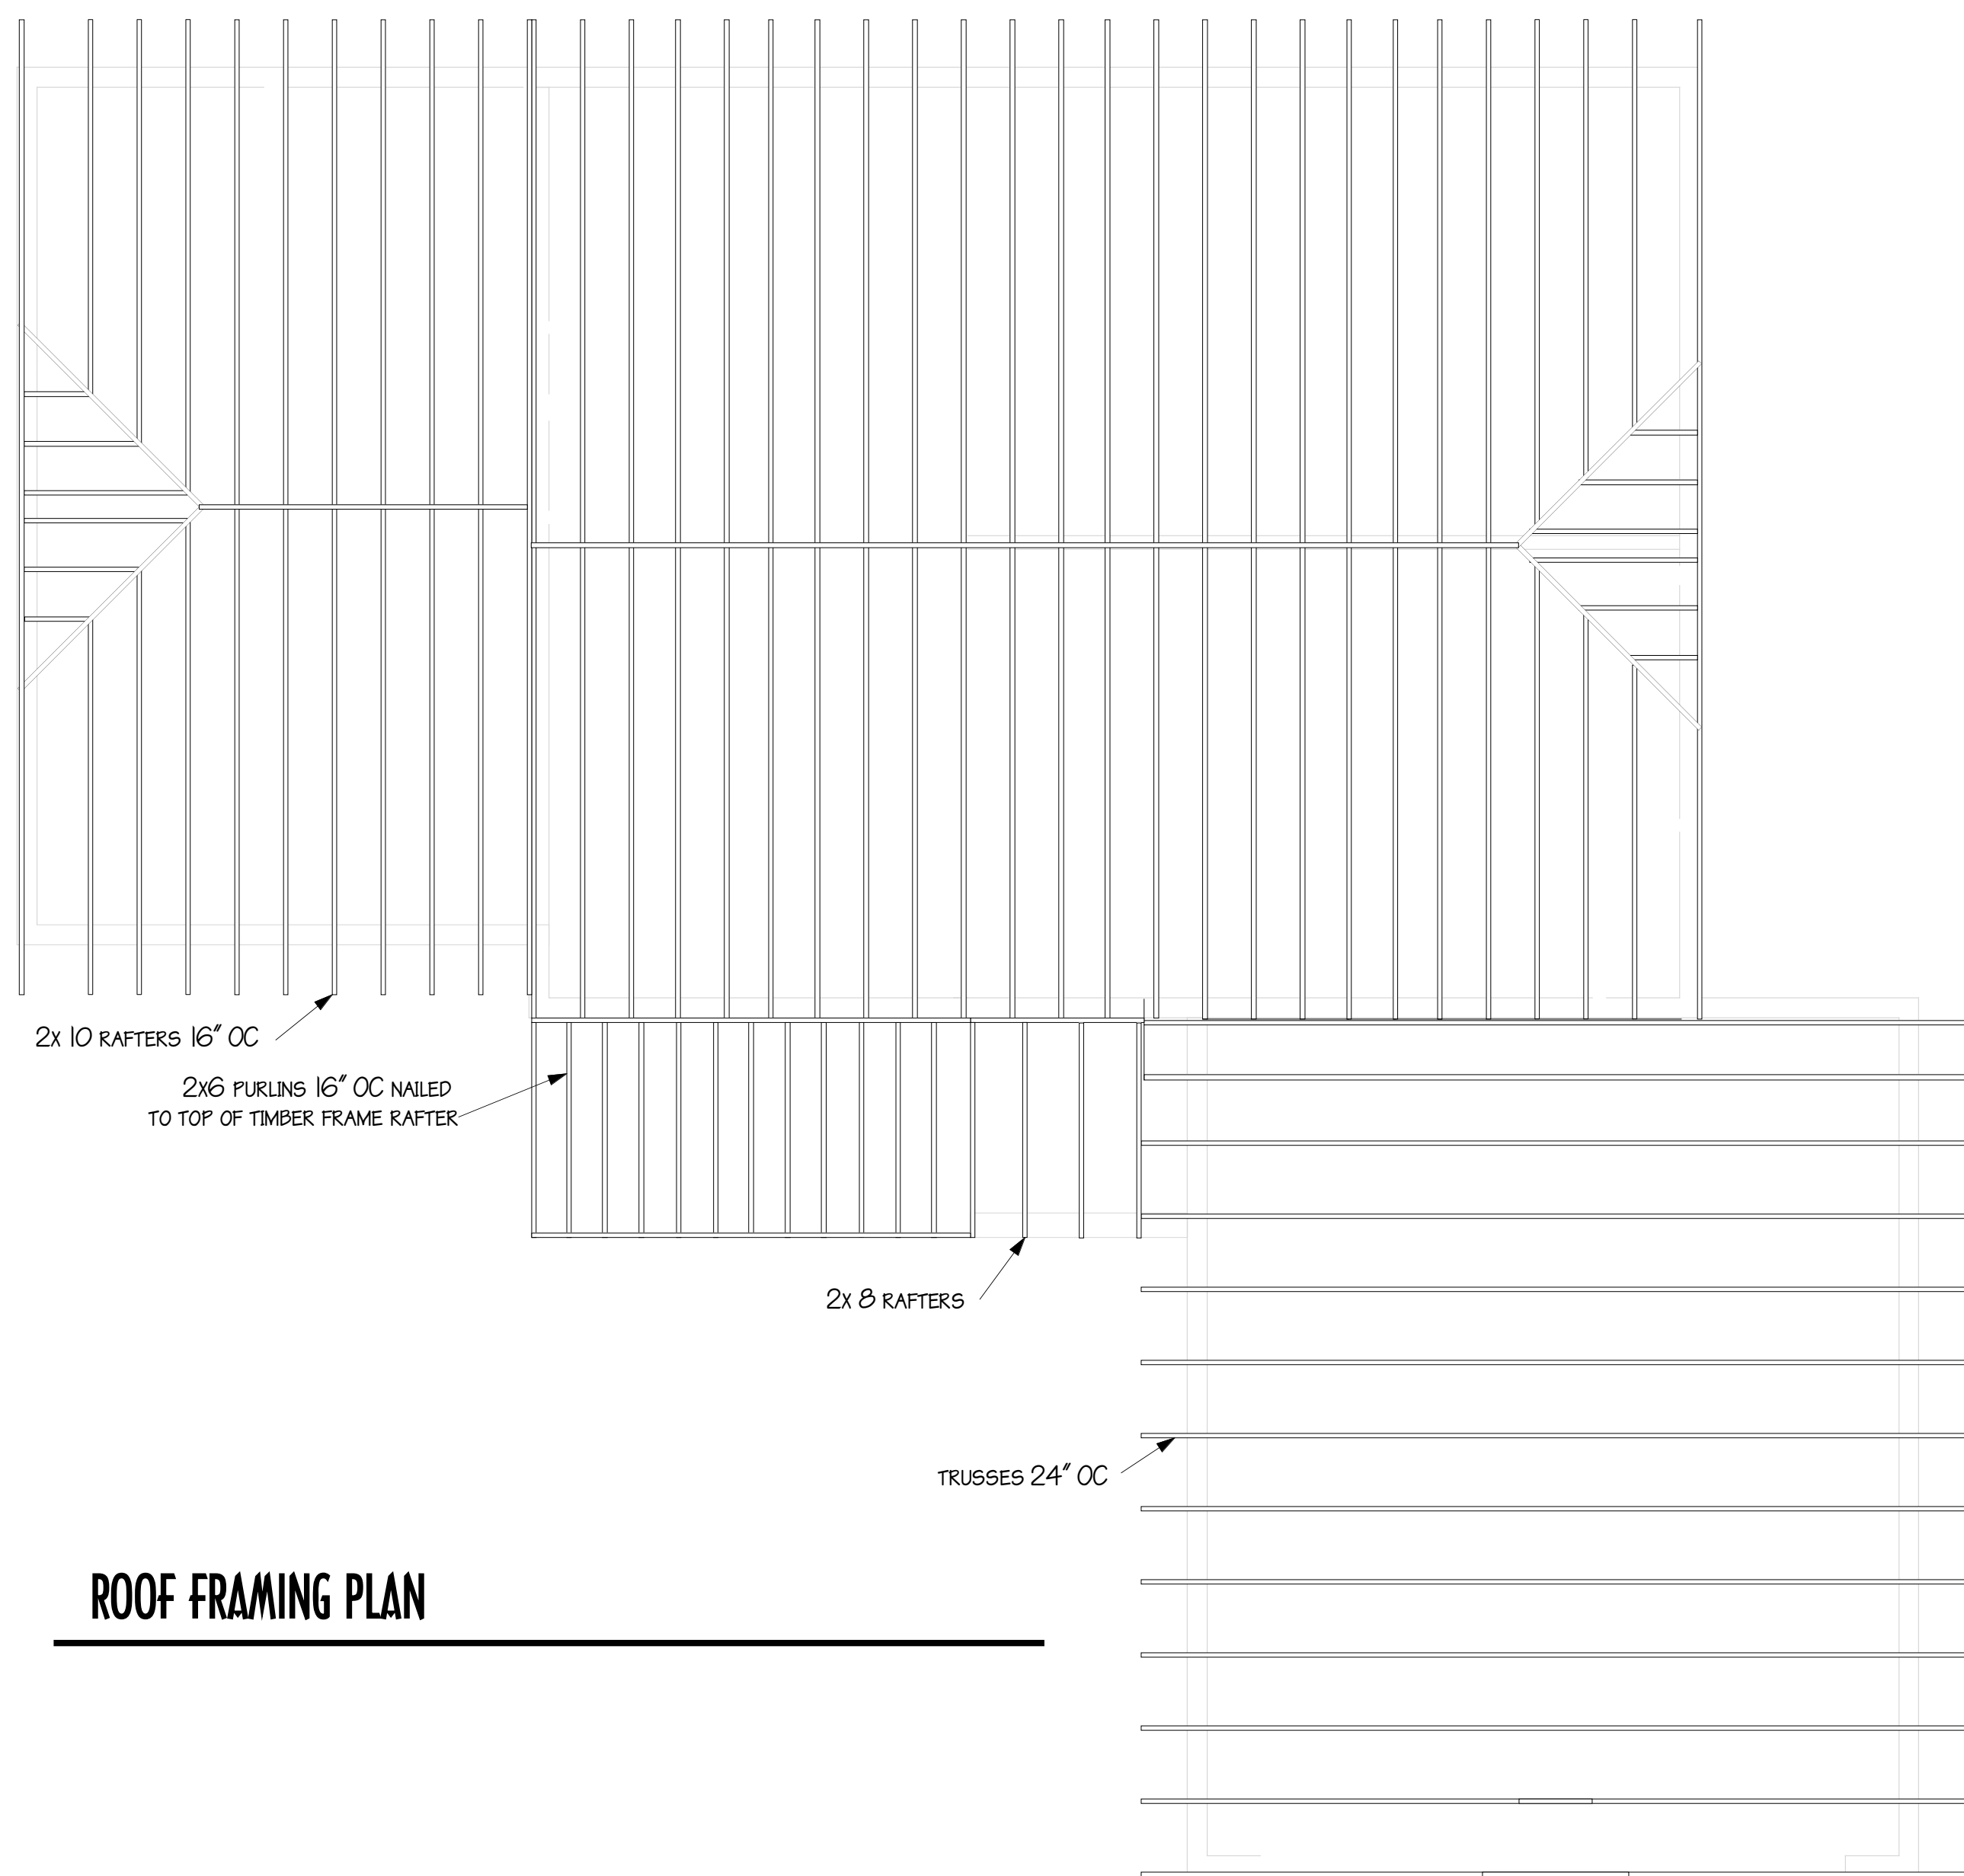 2X 10 RAFTERS 16" OC
2X6 PURLINS 16" OC NAILED
TO TOP OF TIMBER FRAME RAFTER
2X 8 RAFTERS
TRUSSES 24" OC
ROOF FRAMING PLAN